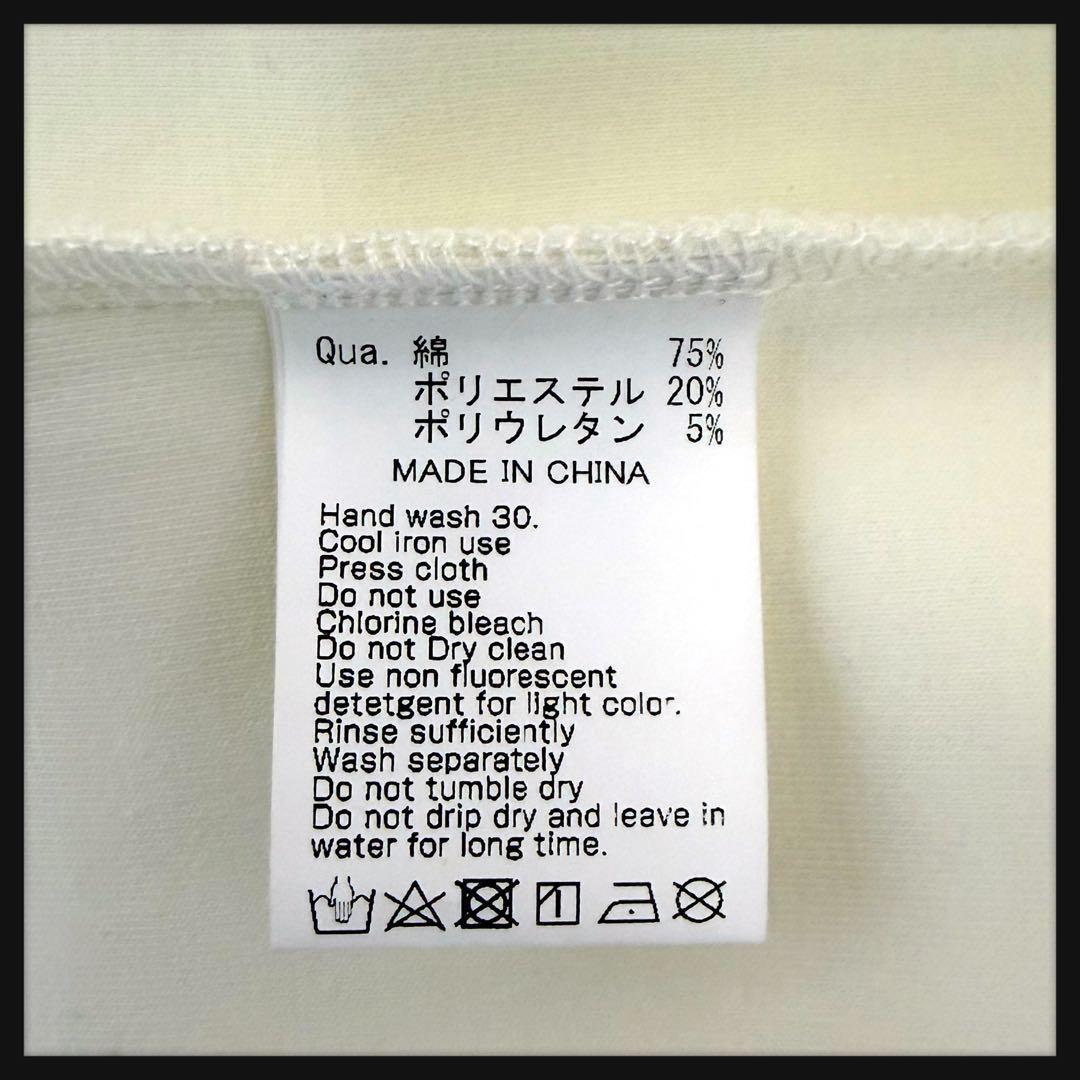 Qua. 綿 75%
ポリエステル 20%
ポリウレタン 5%
MADE IN CHINA
Hand wash 30.
Cool iron use
Press cloth
Do not use
Chlorine bleach
Do not Dry clean
Use non fluorescent
detetgent for light color.
Rinse sufficiently
Wash separately
Do not tumble dry
Do not drip dry and leave in
water for long time.